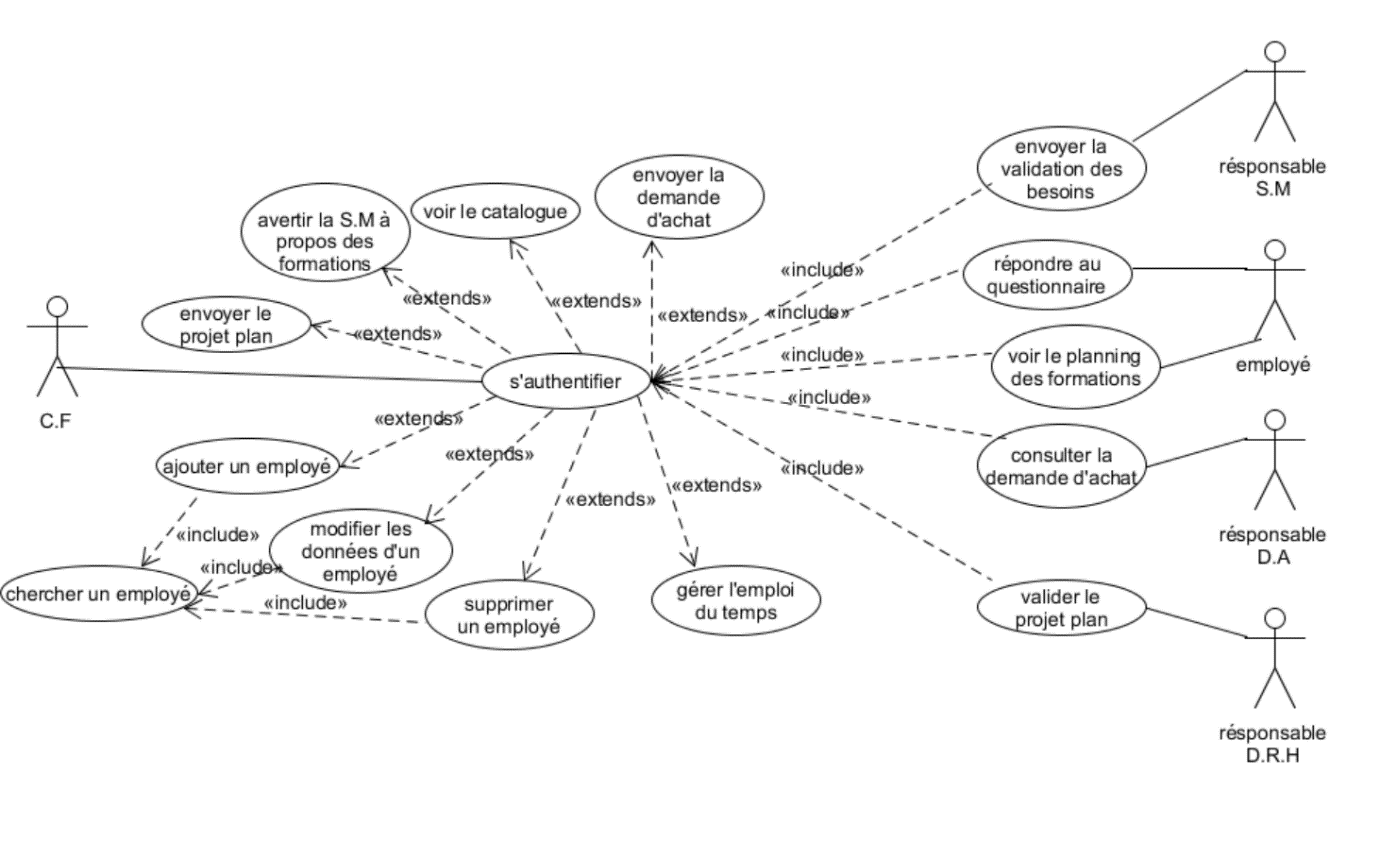 résponsable
S.M
envoyer la
validation des
besoins
envoyer la
demande
d'achat
voir le catalogue
avertir la S.M à
propos des
formations
«include»
répondre au
questionnaire
«extends»
«extends»
«extends»
«include»
envoyer le
projet plan
«extends»
«include»
voir le planning
des formations
employé
s'authentifier
C.F
«extends»
«include»
«extends»
consulter la
demande d'achat
ajouter un employé
«include»
«extends»
«extends»
résponsable
D.A
«include»
modifier les
données d'un
employé
«include»
chercher un employé
«include»
supprimer
un employé
gérer l'emploi
du temps
valider le
projet plan
résponsable
D.R.H